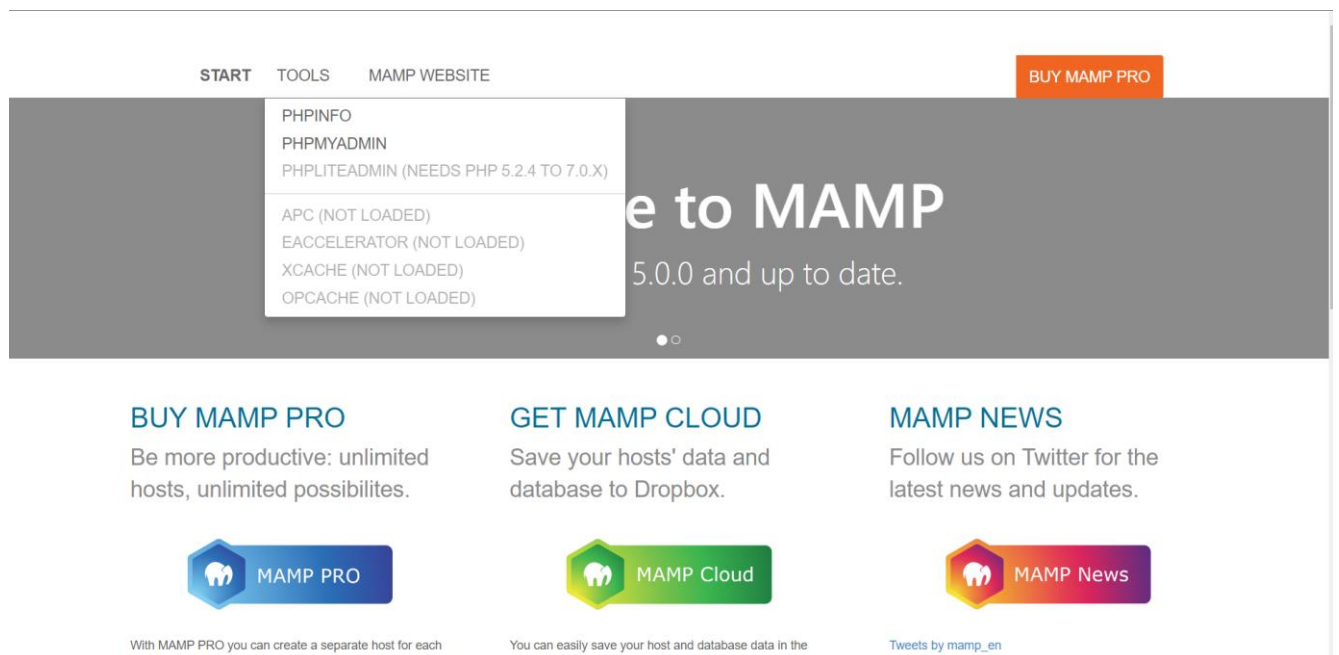 START TOOLS MAMP WEBSITE BUY MAMP PRO
PHPINFO
PHPMYADMIN
PHPLITEADMIN (NEEDS PHP 5.2.4 TO 7.0.X)
APC (NOT LOADED)
EACCELERATOR (NOT LOADED)
XCACHE (NOT LOADED)
OPCACHE (NOT LOADED)
e to MAMP
5.0.0 and up to date.
BUY MAMP PRO
Be more productive: unlimited
hosts, unlimited possibilites.
MAMP PRO
With MAMP PRO you can create a separate host for each
GET MAMP CLOUD
Save your hosts' data and
database to Dropbox.
MAMP Cloud
You can easily save your host and database data in the
MAMP NEWS
Follow us on Twitter for the
latest news and updates.
MAMP News
Tweets by mamp_en